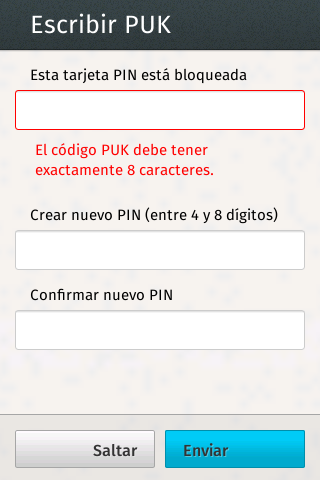 Escribir PUK
Esta tarjeta PIN está bloqueada
El código PUK debe tener
exactamente 8 caracteres.
Crear nuevo PIN (entre 4 y 8 dígitos)
Confirmar nuevo PIN
Saltar
Enviar